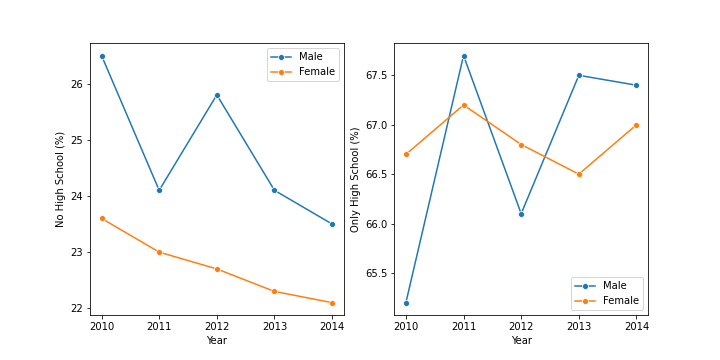 No High School (%)
26
25
24
23
22
2010 2011 2012 2013 2014
Year
Male
Female
Only High School (%)
67.5
67.0
66.5
66.0
65.5
2010 2011 2012 2013 2014
Year
Male
Female